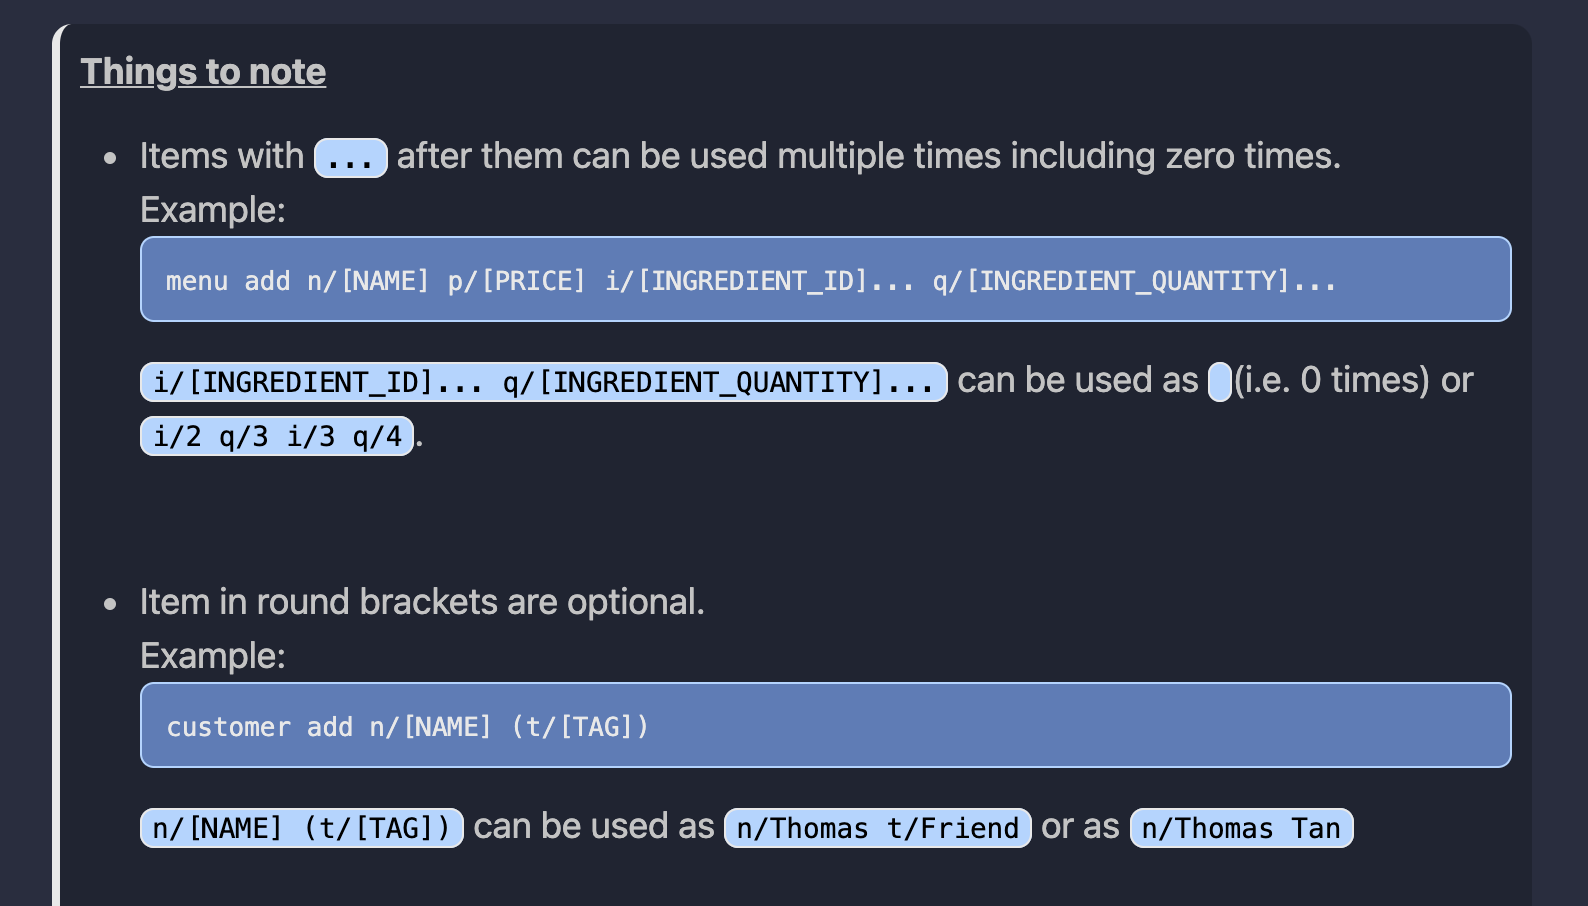 Things to note
• Items with ... after them can be used multiple times including zero times.
Example:
menu add n/[NAME] p/[PRICE] i/[INGREDIENT_ID]... q/[INGREDIENT_QUANTITY]...
i/[INGREDIENT_ID]... q/[INGREDIENT_QUANTITY]... can be used as (i.e. 0 times) or
i/2 q/3 i/3 q/4.
• Item in round brackets are optional.
Example:
customer add n/[NAME] (t/[TAG])
n/[NAME] (t/[TAG]) can be used as n/Thomas t/Friend or as n/Thomas Tan